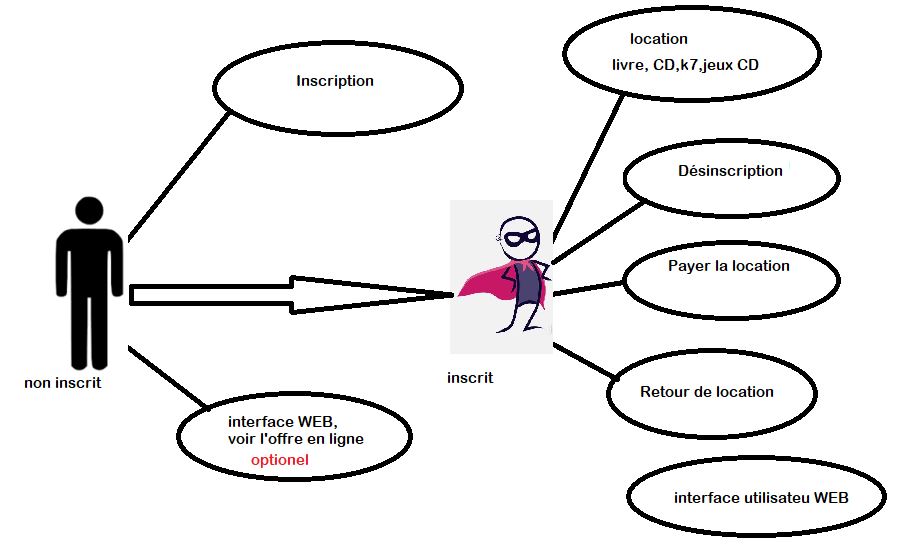 location
livre, CD,k7,jeux CD
Inscription
Désinscription
Payer la location
non inscrit
inscrit
Retour de location
interface WEB,
voir l'offre en ligne
optionel
interface utilisateu WEB